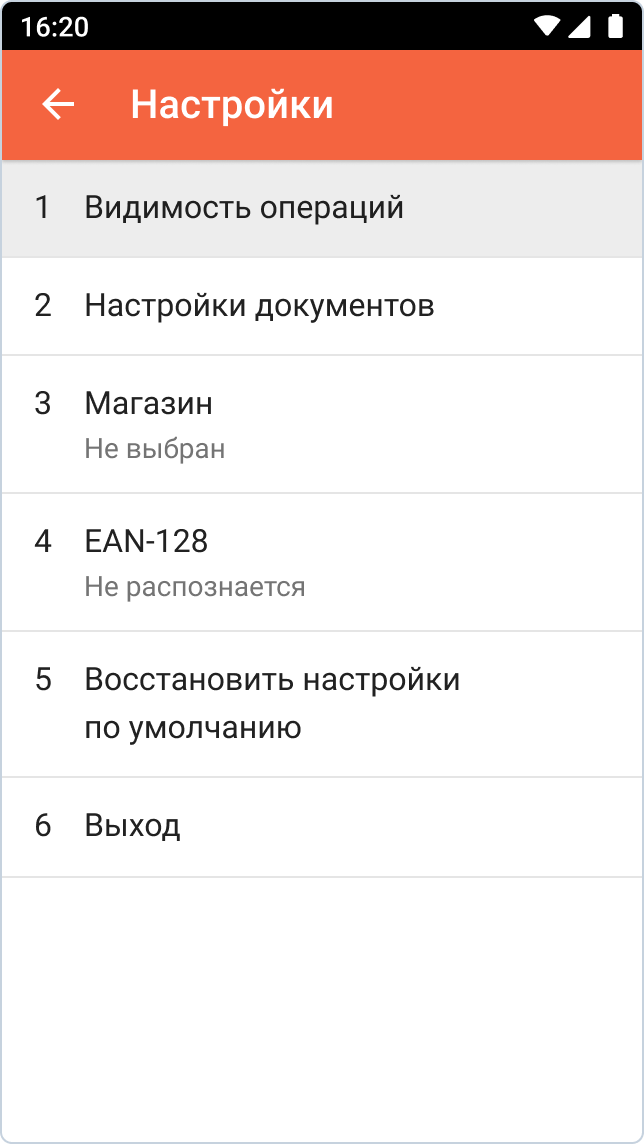 16:20
Настройки
1 Видимость операций
2 Настройки документов
3 Магазин
Не выбран
4 EAN-128
Не распознается
5 Восстановить настройки
по умолчанию
6 Выход